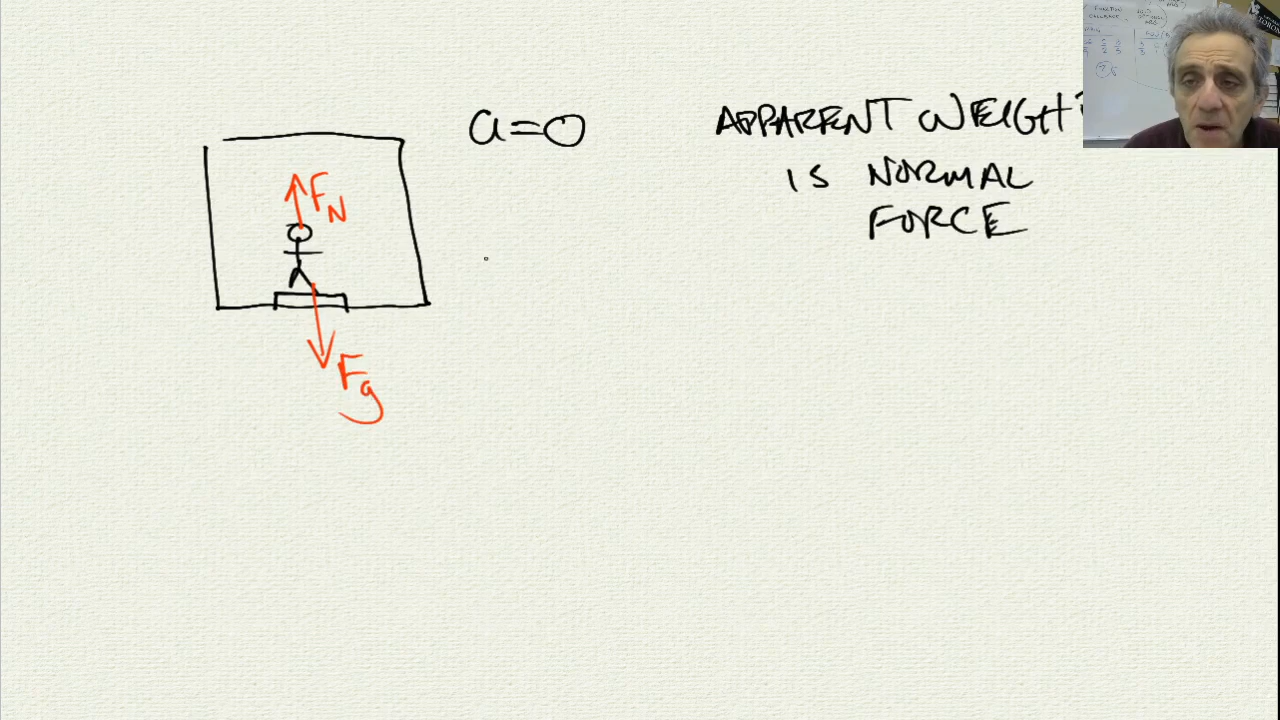 a=0
APPARENT WEIGHT
IS NORMAL
FORCE
F_N
F_g